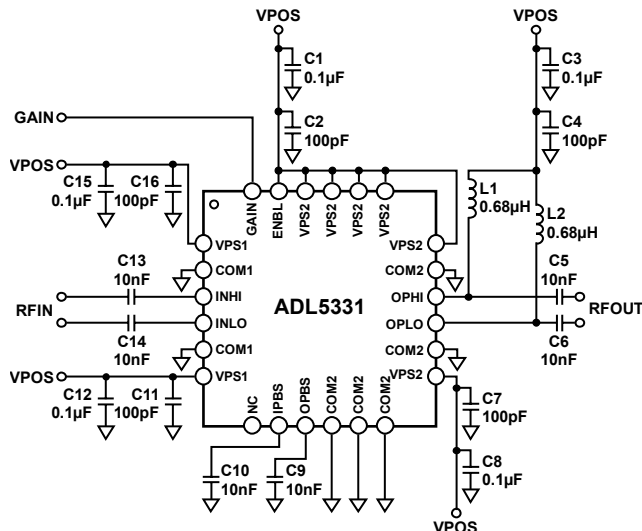 VPOS
C1
0.1µF
C2
100pF
VPOS
C3
0.1µF
C4
100pF
GAIN
VPOS
C15
0.1µF
C16
100pF
GAIN
ENBL
VPS2
VPS2
VPS2
VPS2
L1
0.68µH
L2
0.68µH
VPS1
COM1
INHI
INLO
COM1
VPS1
ADL5331
VPS2
COM2
OPHI
OPLO
COM2
VPS2
C13
10nF
RFIN
C14
10nF
C5
10nF
RFOUT
C6
10nF
VPOS
C12
0.1µF
C11
100pF
NC
IPBS
OPBS
COM2
COM2
COM2
C7
100pF
C8
0.1µF
C10
10nF
C9
10nF
VPOS